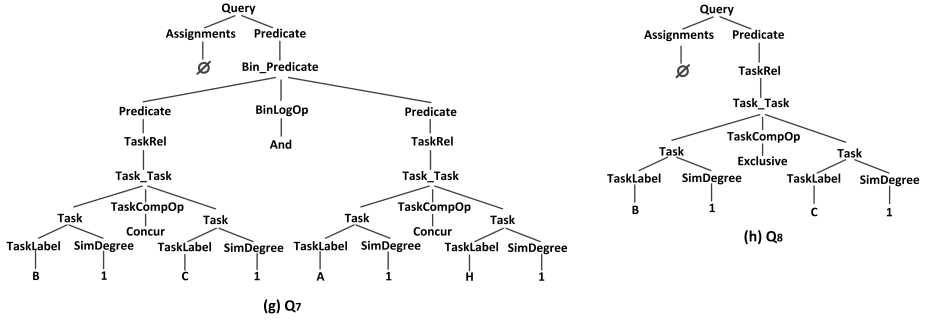 Query
Assignments Predicate
∅ Bin_Predicate
Predicate BinLogOp Predicate
TaskRel And TaskRel
Task_Task Task_Task
Task TaskCompOp Task Task TaskCompOp Task
Concur Concur
TaskLabel SimDegree TaskLabel SimDegree TaskLabel SimDegree TaskLabel SimDegree
B 1 C 1 A 1 H 1
(g) Q7
Query
Assignments Predicate
∅ TaskRel
Task_Task
Task TaskCompOp Task
Exclusive
TaskLabel SimDegree TaskLabel SimDegree
B 1 C 1
(h) Q8